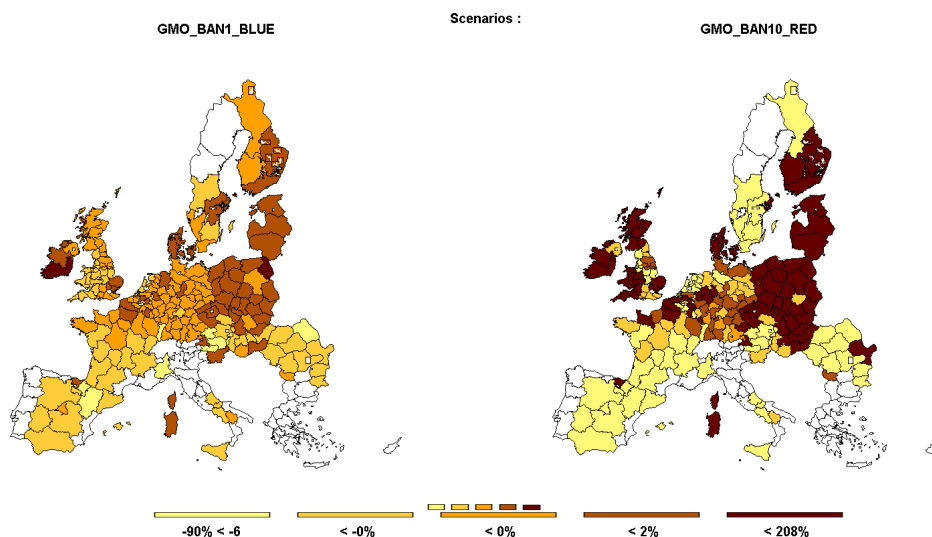 Scenarios :
GMO_BAN1_BLUE
GMO_BAN10_RED
-90% < -6
< -0%
< 0%
< 2%
< 208%